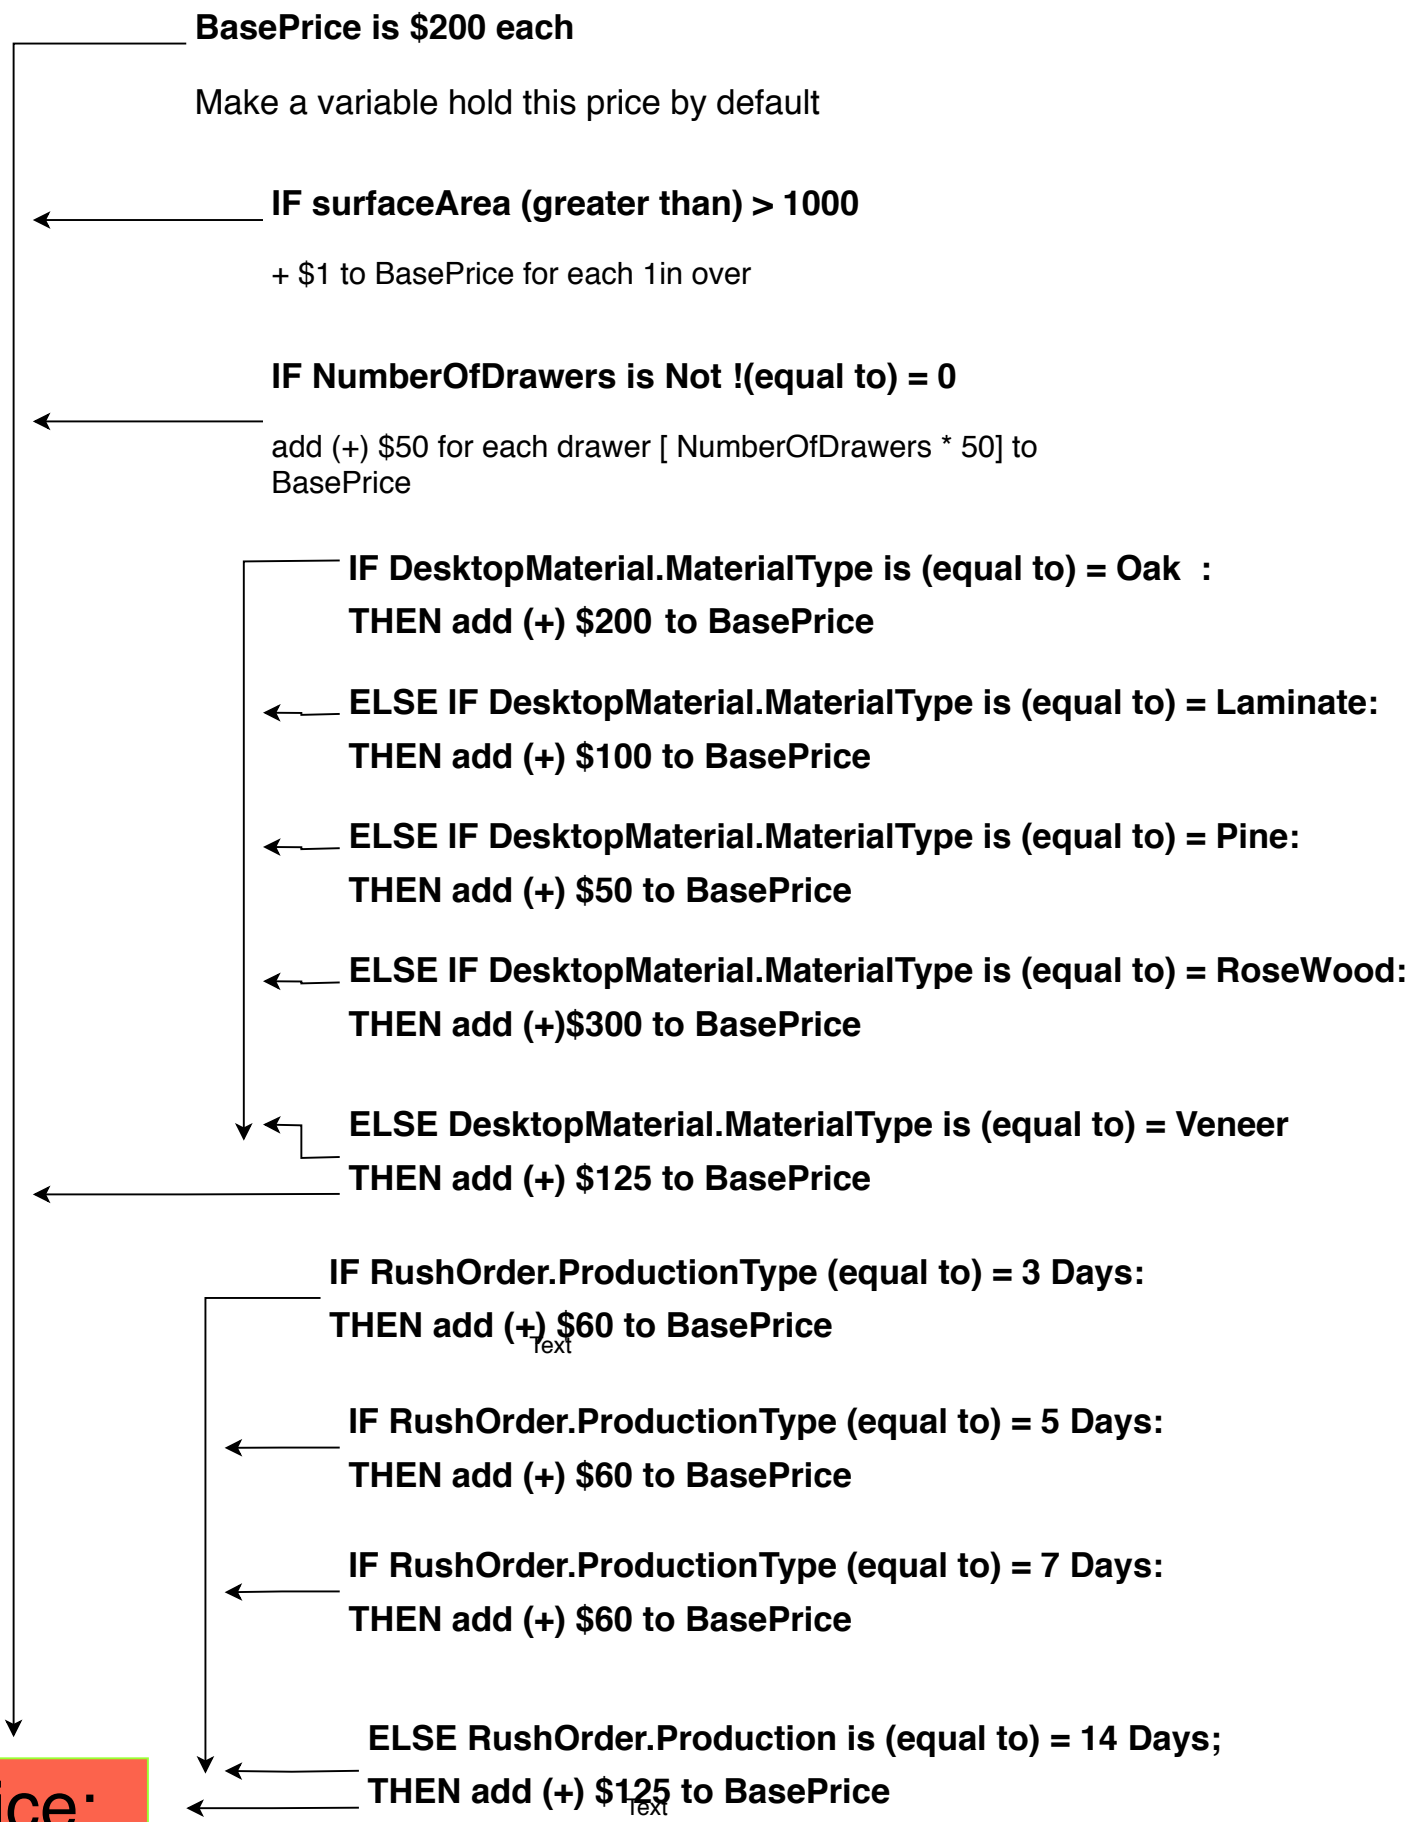 BasePrice is $200 each
Make a variable hold this price by default
IF surfaceArea (greater than) > 1000
+ $1 to BasePrice for each 1in over
IF NumberOfDrawers is Not !(equal to) = 0
add (+) $50 for each drawer [ NumberOfDrawers * 50] to
BasePrice
IF DesktopMaterial.MaterialType is (equal to) = Oak :
THEN add (+) $200 to BasePrice
ELSE IF DesktopMaterial.MaterialType is (equal to) = Laminate:
THEN add (+) $100 to BasePrice
ELSE IF DesktopMaterial.MaterialType is (equal to) = Pine:
THEN add (+) $50 to BasePrice
ELSE IF DesktopMaterial.MaterialType is (equal to) = RoseWood:
THEN add (+)$300 to BasePrice
ELSE DesktopMaterial.MaterialType is (equal to) = Veneer
THEN add (+) $125 to BasePrice
IF RushOrder.ProductionType (equal to) = 3 Days:
THEN add (+) $60 to BasePrice
Text
IF RushOrder.ProductionType (equal to) = 5 Days:
THEN add (+) $60 to BasePrice
IF RushOrder.ProductionType (equal to) = 7 Days:
THEN add (+) $60 to BasePrice
ELSE RushOrder.Production is (equal to) = 14 Days;
THEN add (+) $125 to BasePrice
Text
ice: